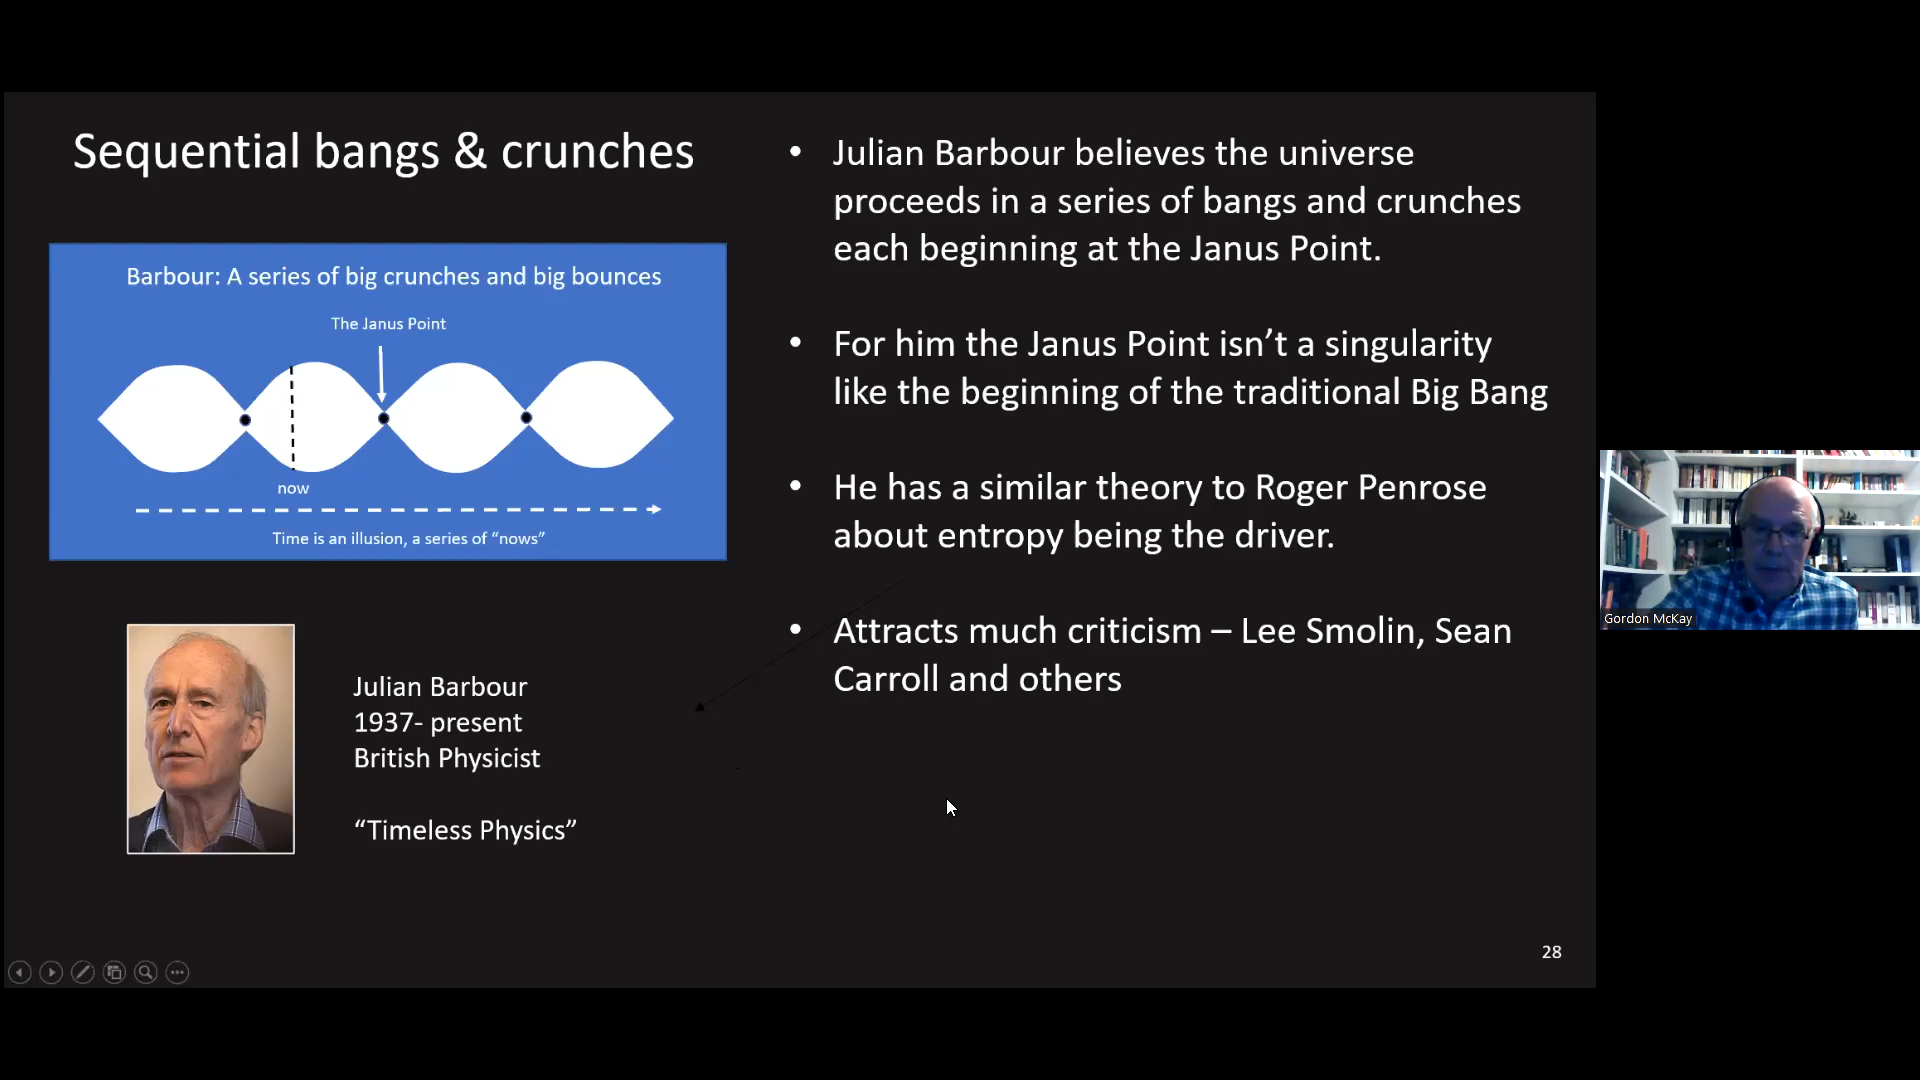 Sequential bangs & crunches
Barbour: A series of big crunches and big bounces
The Janus Point
now
Time is an illusion, a series of “nows”
Julian Barbour
1937- present
British Physicist
“Timeless Physics”
• Julian Barbour believes the universe
proceeds in a series of bangs and crunches
each beginning at the Janus Point.
• For him the Janus Point isn’t a singularity
like the beginning of the traditional Big Bang
• He has a similar theory to Roger Penrose
about entropy being the driver.
• Attracts much criticism – Lee Smolin, Sean
Carroll and others
28
Gordon McKay